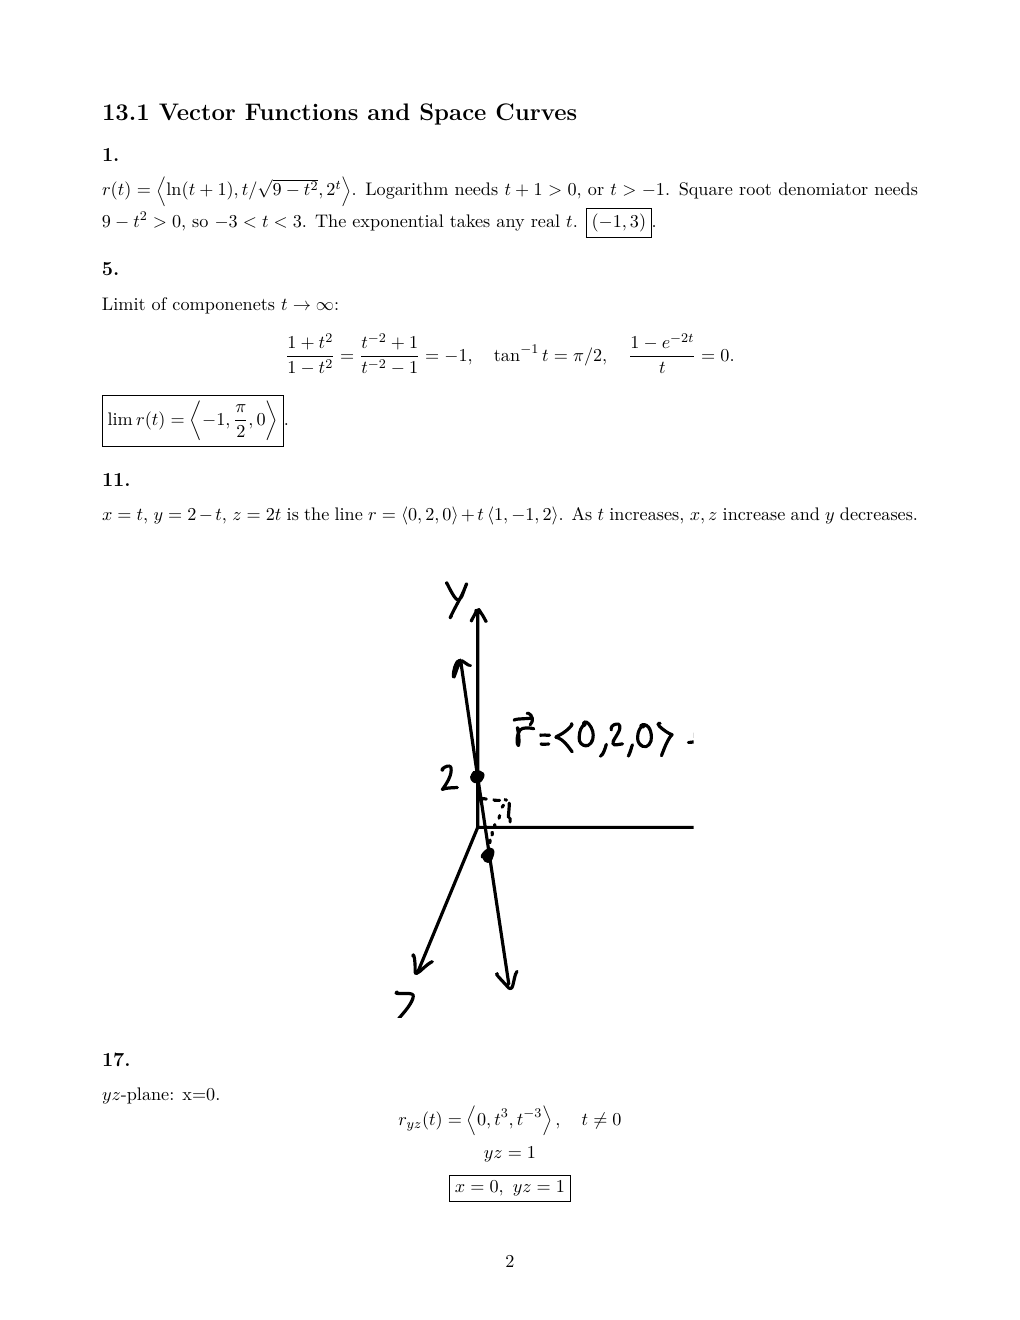 13.1 Vector Functions and Space Curves
1.
r(t) = ⟨ln(t + 1), t/√(9 − t²), 2ᵗ⟩. Logarithm needs t + 1 > 0, or t > −1. Square root denomiator needs
9 − t² > 0, so −3 < t < 3. The exponential takes any real t. (−1, 3).
5.
Limit of componenets t → ∞:
(1 + t²)/(1 − t²) = (t⁻² + 1)/(t⁻² − 1) = −1, tan⁻¹ t = π/2, (1 − e⁻²ᵗ)/t = 0.
lim r(t) = ⟨−1, π/2, 0⟩.
11.
x = t, y = 2 − t, z = 2t is the line r = ⟨0, 2, 0⟩ + t ⟨1, −1, 2⟩. As t increases, x, z increase and y decreases.
y
r⃗=<0,2,0>
2
1
17.
yz-plane: x=0.
r_yz(t) = ⟨0, t³, t⁻³⟩, t ≠ 0
yz = 1
x = 0, yz = 1
2